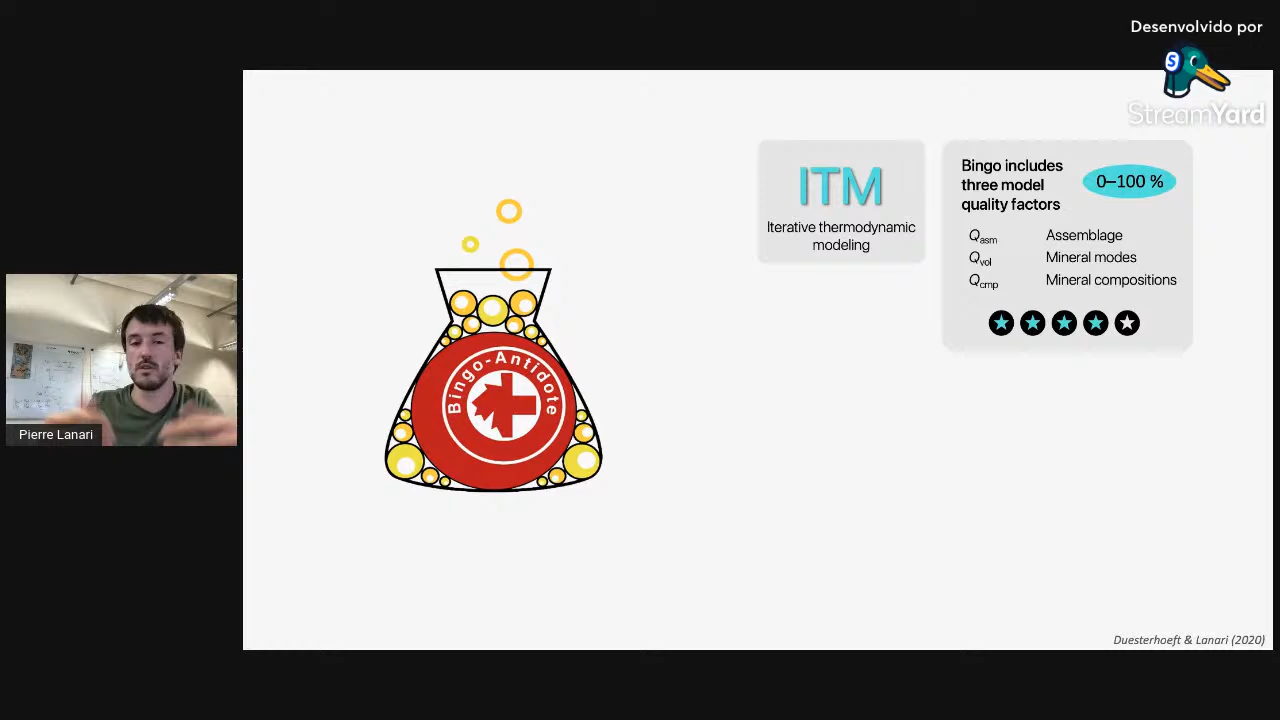 Desenvolvido por
StreamYard
ITM
Iterative thermodynamic
modeling
Bingo includes
three model
quality factors
0–100 %
Qasm Assemblage
Qvol Mineral modes
Qcmp Mineral compositions
Bingo-Antidote
Pierre Lanari
Duesterhoeft & Lanari (2020)